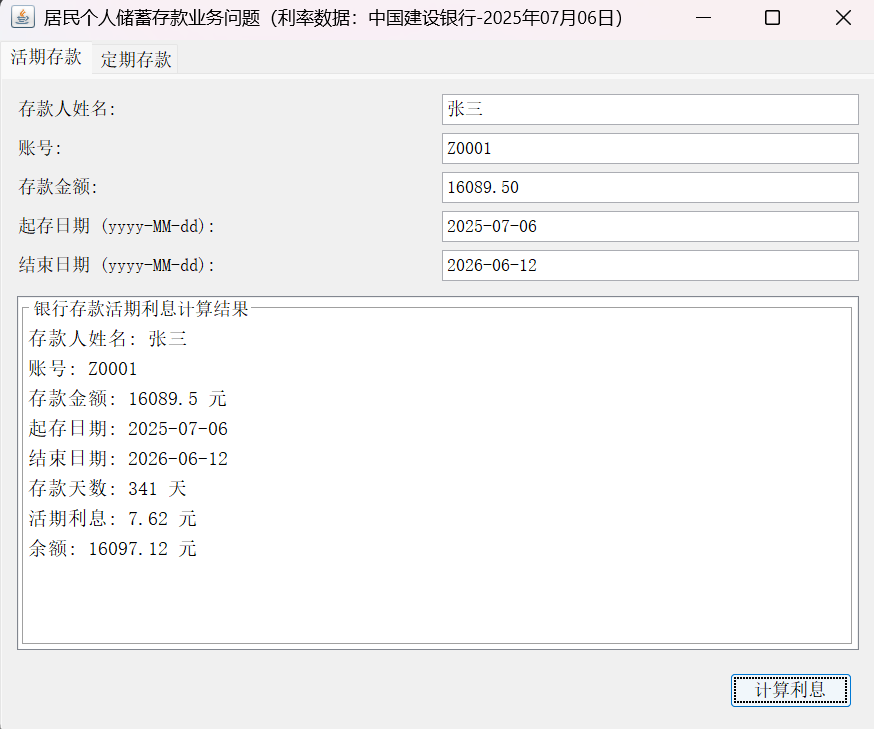 居民个人储蓄存款业务问题（利率数据：中国建设银行-2025年07月06日）
活期存款 定期存款
存款人姓名: 张三
账号: Z0001
存款金额: 16089.50
起存日期 (yyyy-MM-dd): 2025-07-06
结束日期 (yyyy-MM-dd): 2026-06-12
银行存款活期利息计算结果
存款人姓名: 张三
账号: Z0001
存款金额: 16089.5 元
起存日期: 2025-07-06
结束日期: 2026-06-12
存款天数: 341 天
活期利息: 7.62 元
余额: 16097.12 元
计算利息